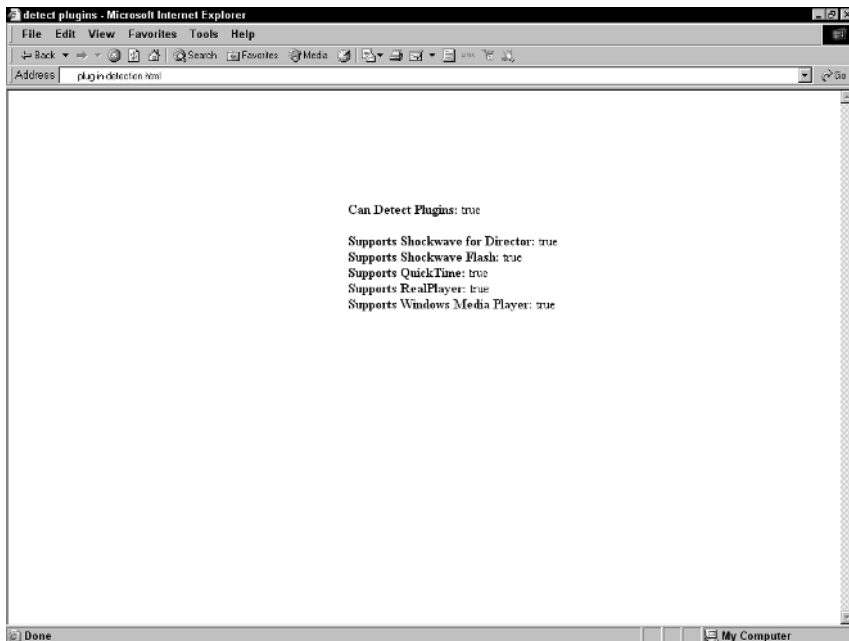 detect plugins - Microsoft Internet Explorer
File Edit View Favorites Tools Help
Back Search Favorites Media
Address plugin-detection.html Go
Can Detect Plugins: true
Supports Shockwave for Director: true
Supports Shockwave Flash: true
Supports QuickTime: true
Supports RealPlayer: true
Supports Windows Media Player: true
Done My Computer